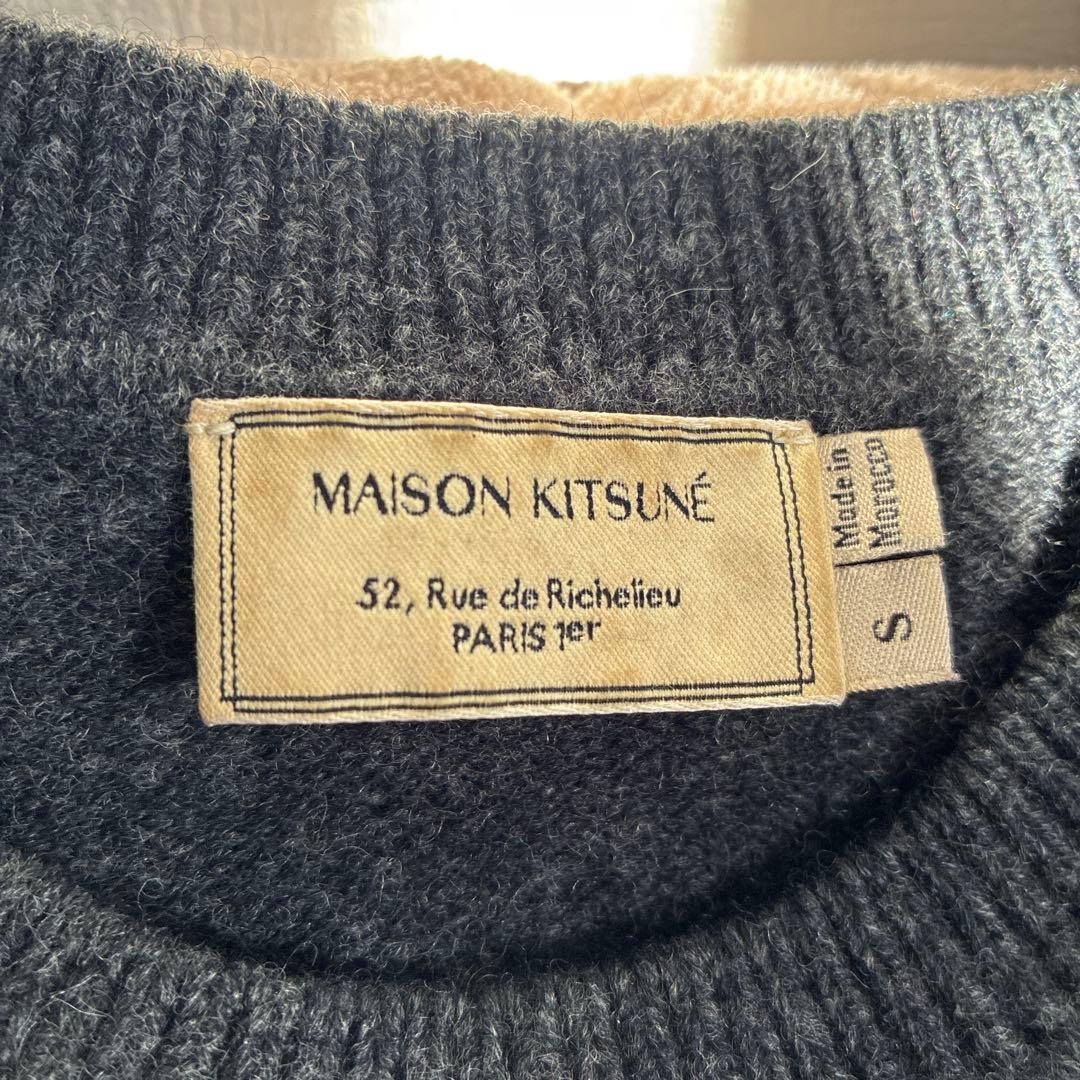 MAISON KITSUNÉ
52, Rue de Richelieu
PARIS 1er
Made in
Morocco
S